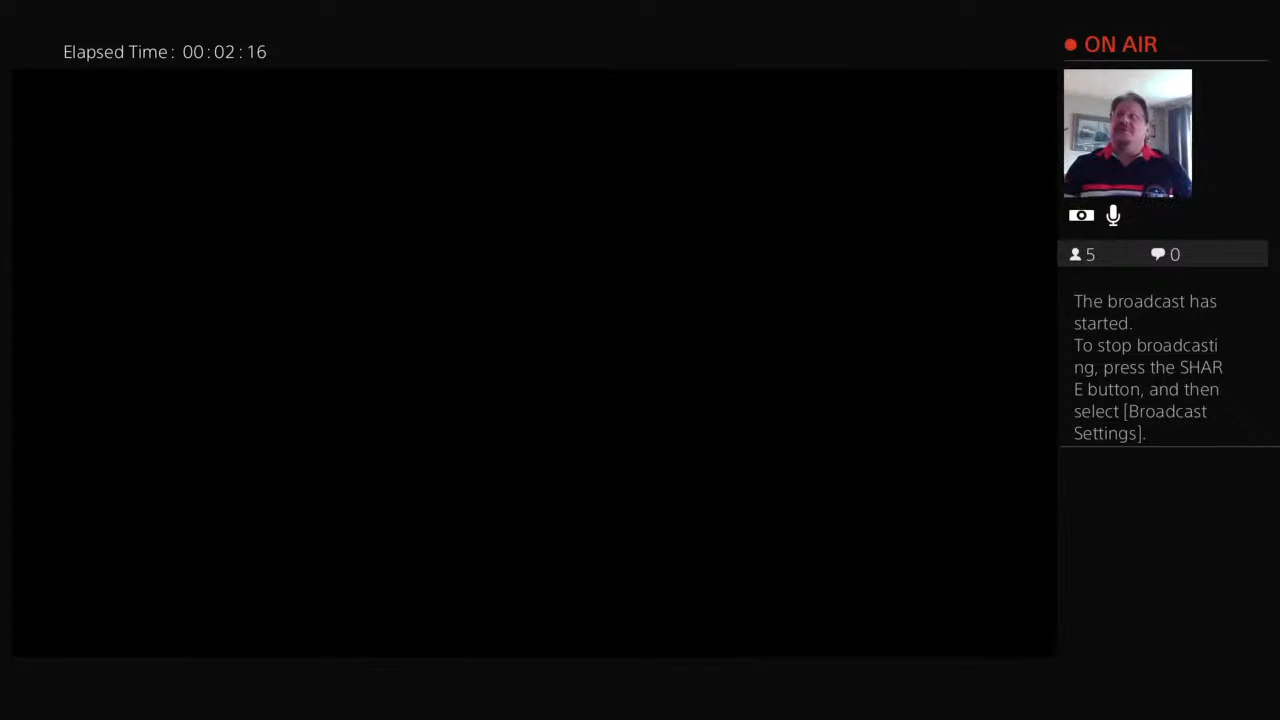 Elapsed Time: 00:02:16
ON AIR
5 0
The broadcast has
started.
To stop broadcasti
ng, press the SHAR
E button, and then
select [Broadcast
Settings].